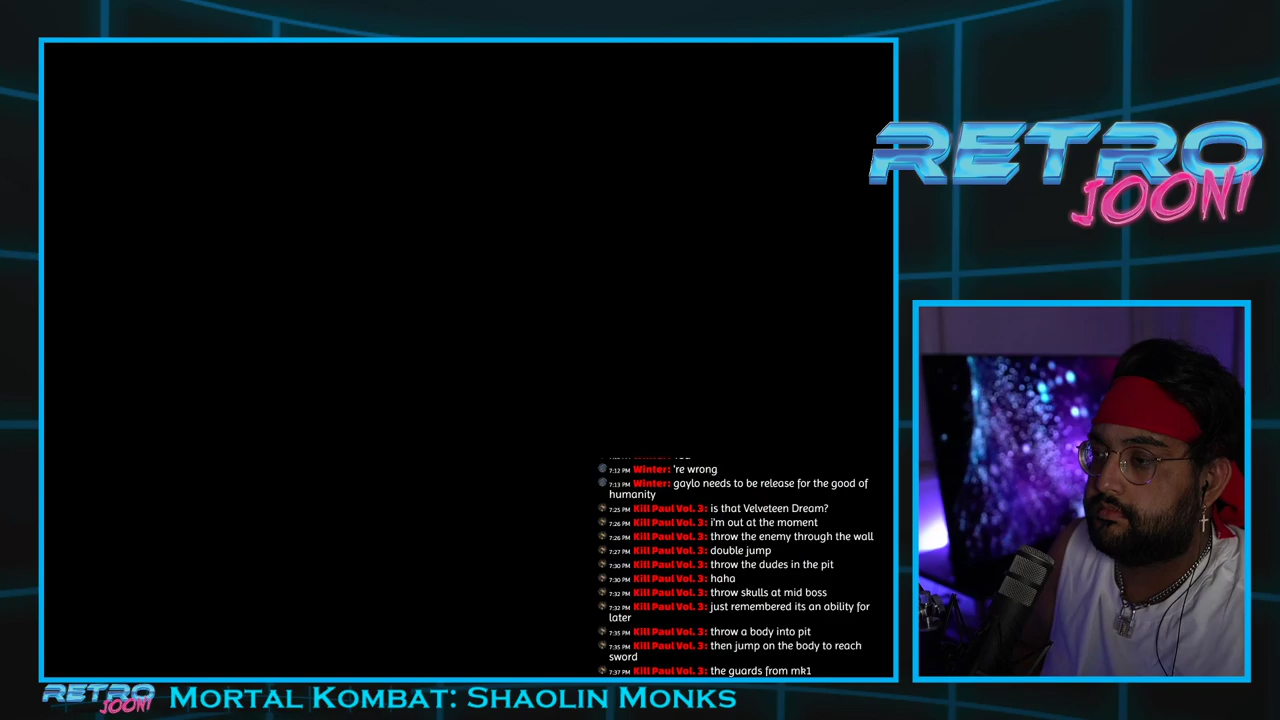 RETRO
JOONI
7:12 PM Winter: 're wrong
7:13 PM Winter: gaylo needs to be release for the good of
humanity
7:25 PM Kill Paul Vol. 3: is that Velveteen Dream?
7:26 PM Kill Paul Vol. 3: i'm out at the moment
7:26 PM Kill Paul Vol. 3: throw the enemy through the wall
7:27 PM Kill Paul Vol. 3: double jump
7:30 PM Kill Paul Vol. 3: throw the dudes in the pit
7:30 PM Kill Paul Vol. 3: haha
7:32 PM Kill Paul Vol. 3: throw skulls at mid boss
7:32 PM Kill Paul Vol. 3: just remembered its an ability for
later
7:35 PM Kill Paul Vol. 3: throw a body into pit
7:35 PM Kill Paul Vol. 3: then jump on the body to reach
sword
7:37 PM Kill Paul Vol. 3: the guards from mk1
RETRO
JOONI
Mortal Kombat: Shaolin Monks